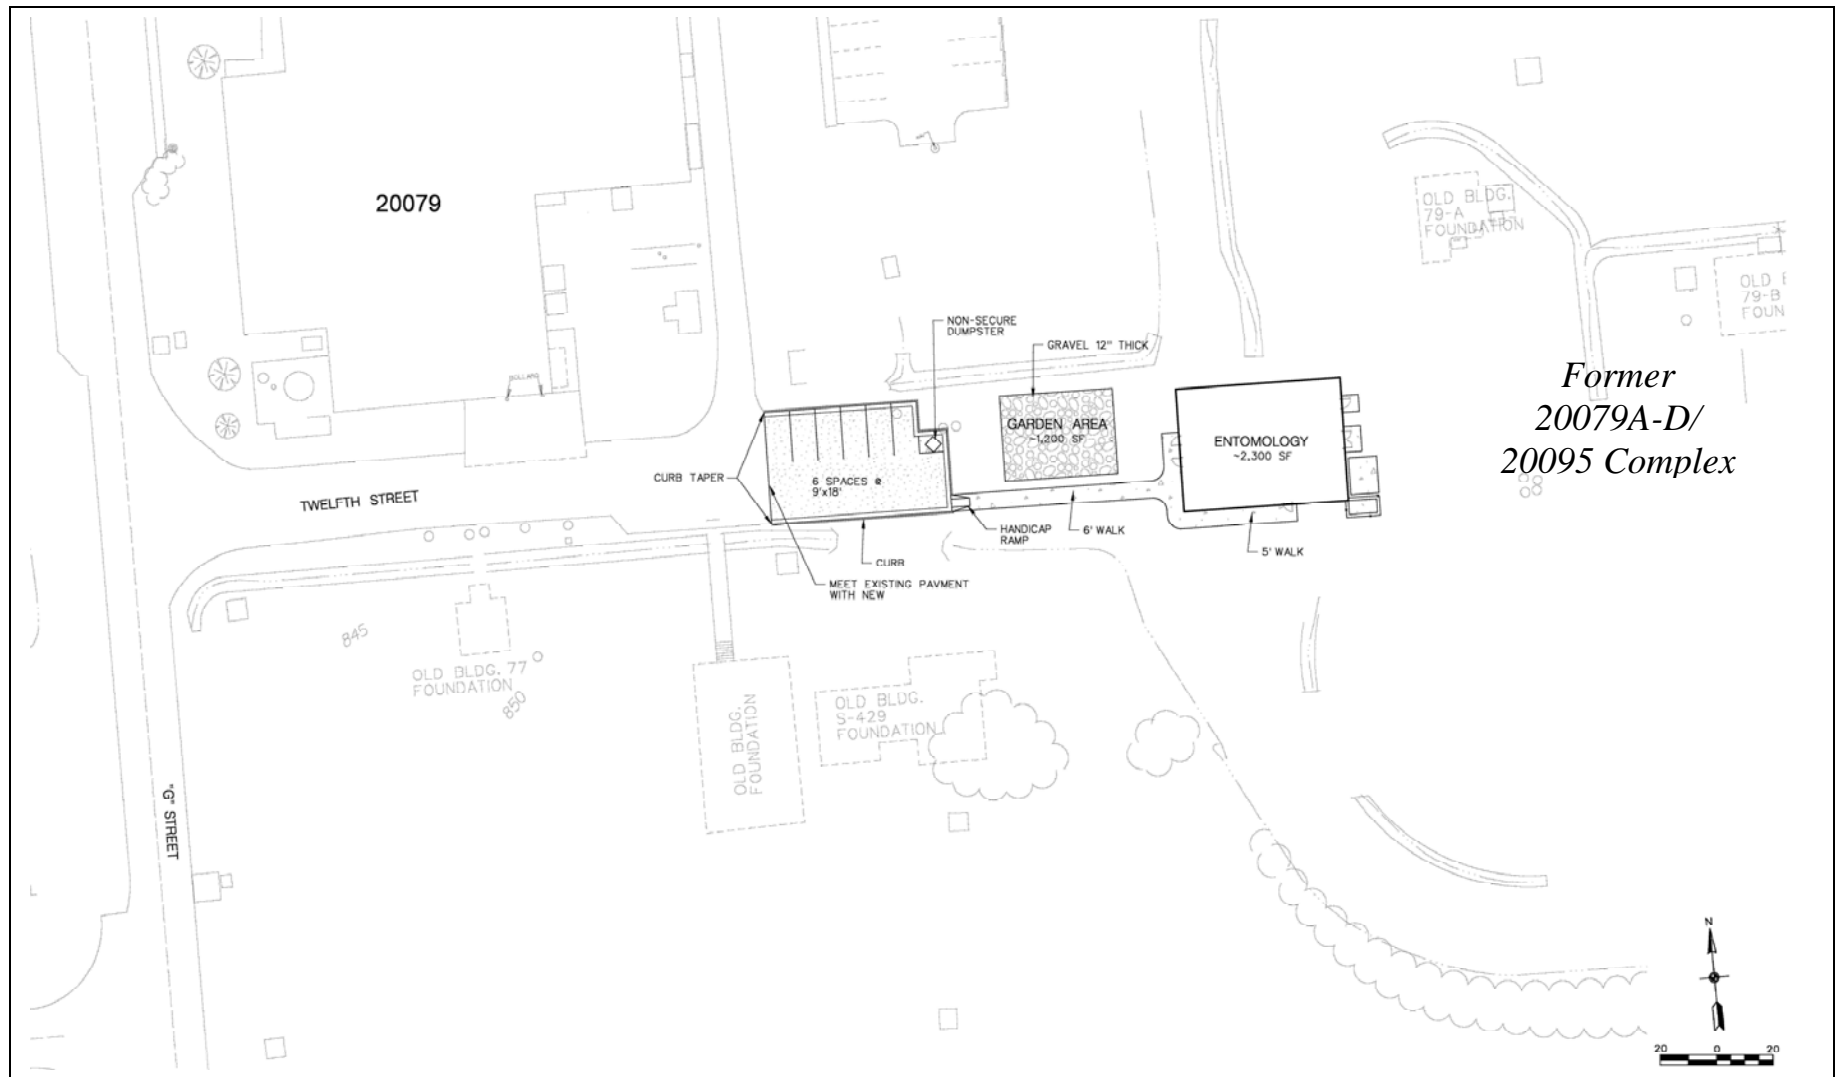 20079
OLD BLDG.
79-A
FOUNDATION
OLD B
79-B
FOUN
NON-SECURE
DUMPSTER
GRAVEL 12" THICK
Former
20079A-D/
20095 Complex
BOLLARD
GARDEN AREA
~1,200 SF
ENTOMOLOGY
~2,300 SF
CURB TAPER
6 SPACES @
9'x18'
TWELFTH STREET
HANDICAP
RAMP
6' WALK
5' WALK
CURB
MEET EXISTING PAVMENT
WITH NEW
845
OLD BLDG. 77
FOUNDATION
850
OLD BLDG.
FOUNDATION
OLD BLDG.
S-429
FOUNDATION
"G" STREET
N
20 0 20